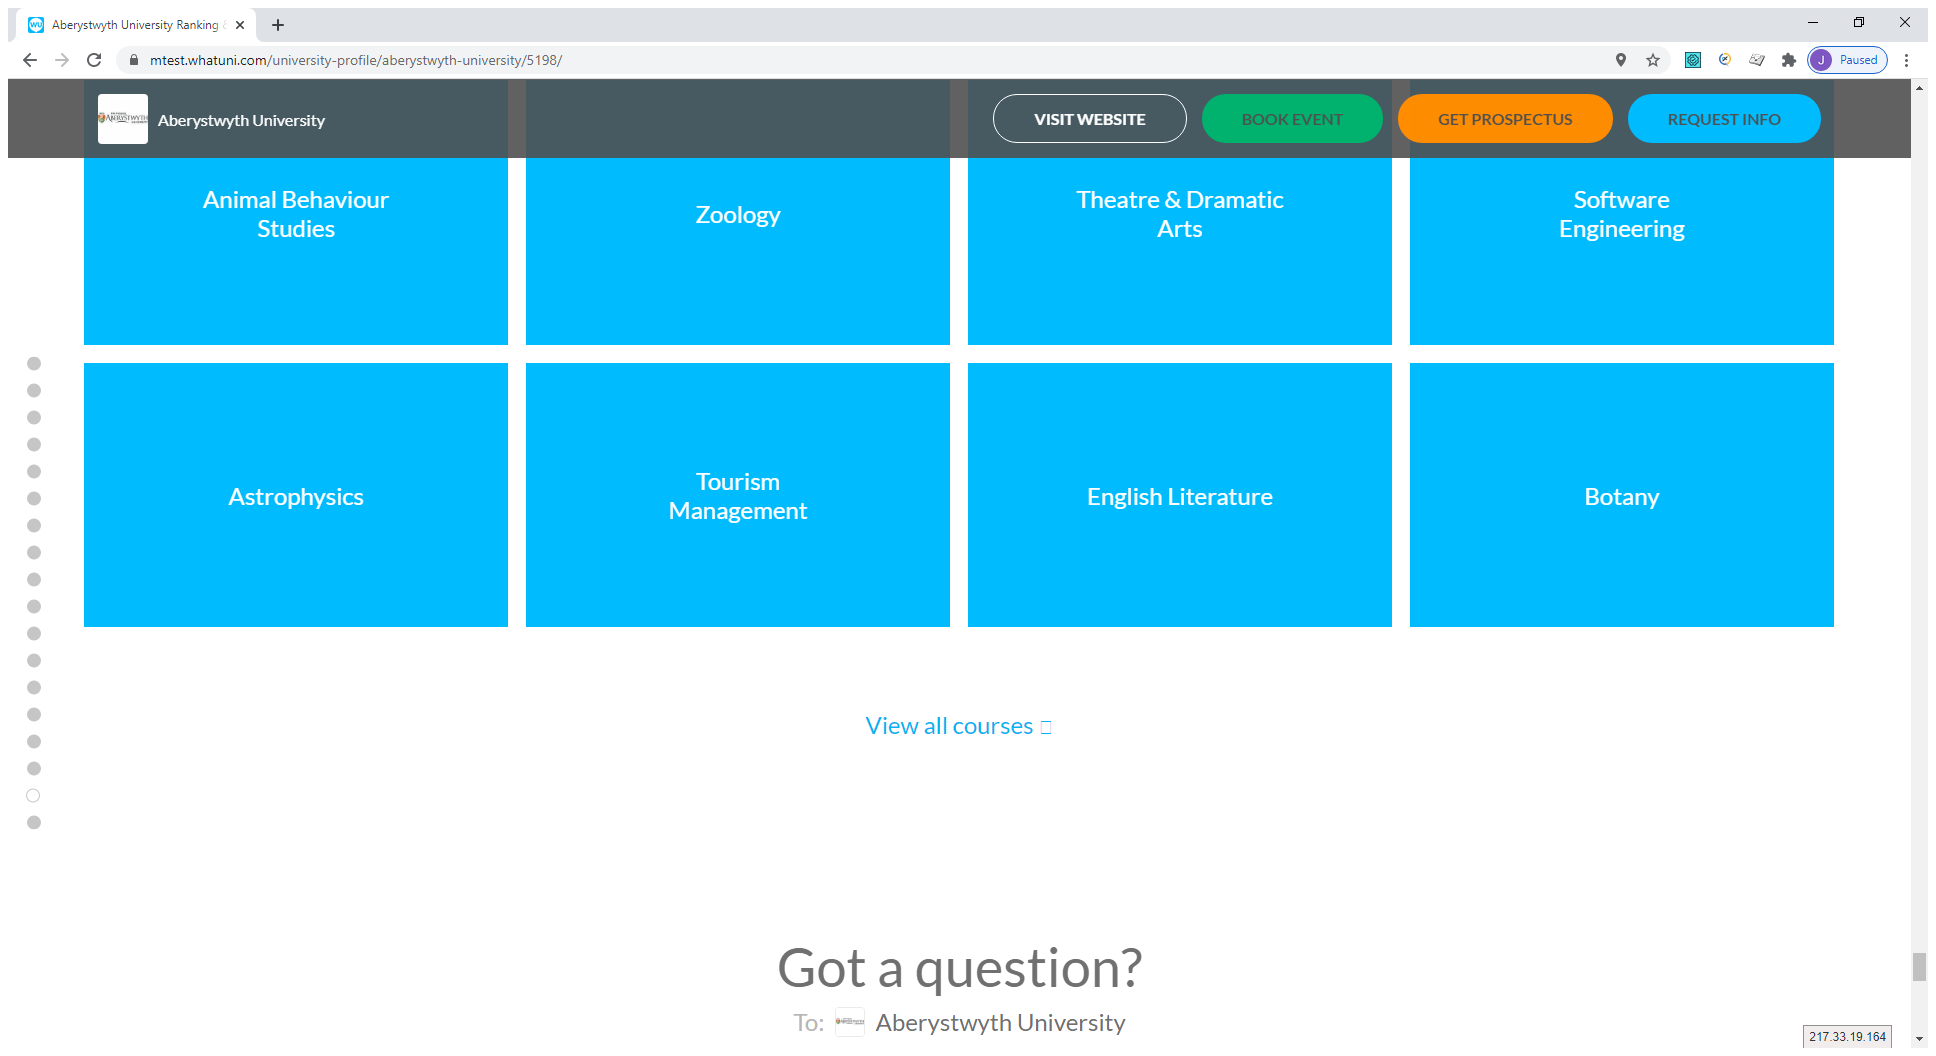 Aberystwyth University Ranking
mtest.whatuni.com/university-profile/aberystwyth-university/5198/
J Paused
ABERYSTWYTH
Aberystwyth University
VISIT WEBSITE
BOOK EVENT
GET PROSPECTUS
REQUEST INFO
Animal Behaviour
Studies
Zoology
Theatre & Dramatic
Arts
Software
Engineering
Astrophysics
Tourism
Management
English Literature
Botany
View all courses
Got a question?
To: Aberystwyth University
217.33.19.164